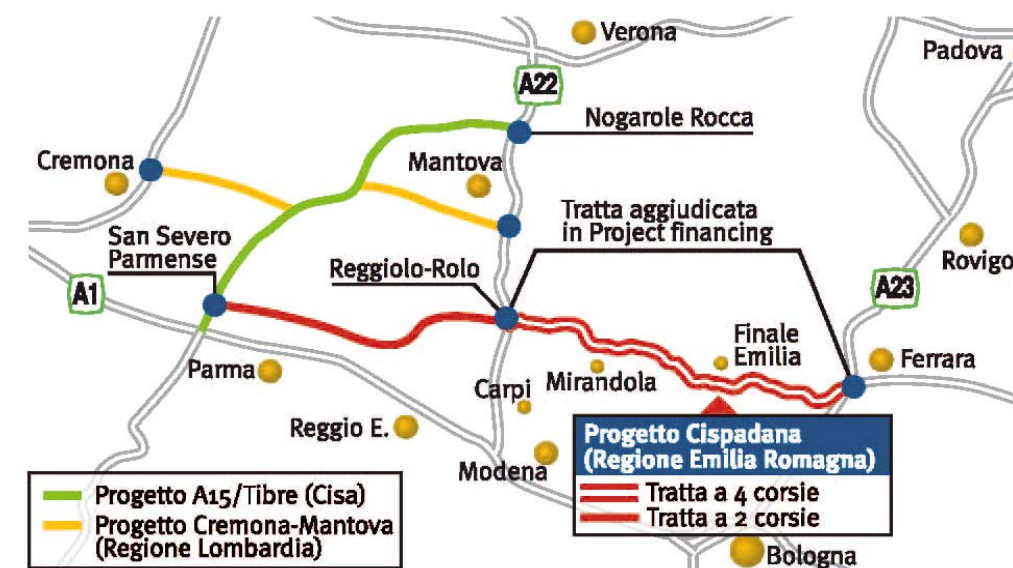 Verona
Padova
A22
Nogarole Rocca
Cremona
Mantova
Tratta aggiudicata
in Project financing
San Severo
Parmense
Reggiolo-Rolo
Rovigo
A1
A23
Finale
Emilia
Ferrara
Parma
Mirandola
Carpi
Reggio E.
Modena
Progetto Cispadana
(Regione Emilia Romagna)
Tratta a 4 corsie
Tratta a 2 corsie
Progetto A15/Tibre (Cisa)
Progetto Cremona-Mantova
(Regione Lombardia)
Bologna